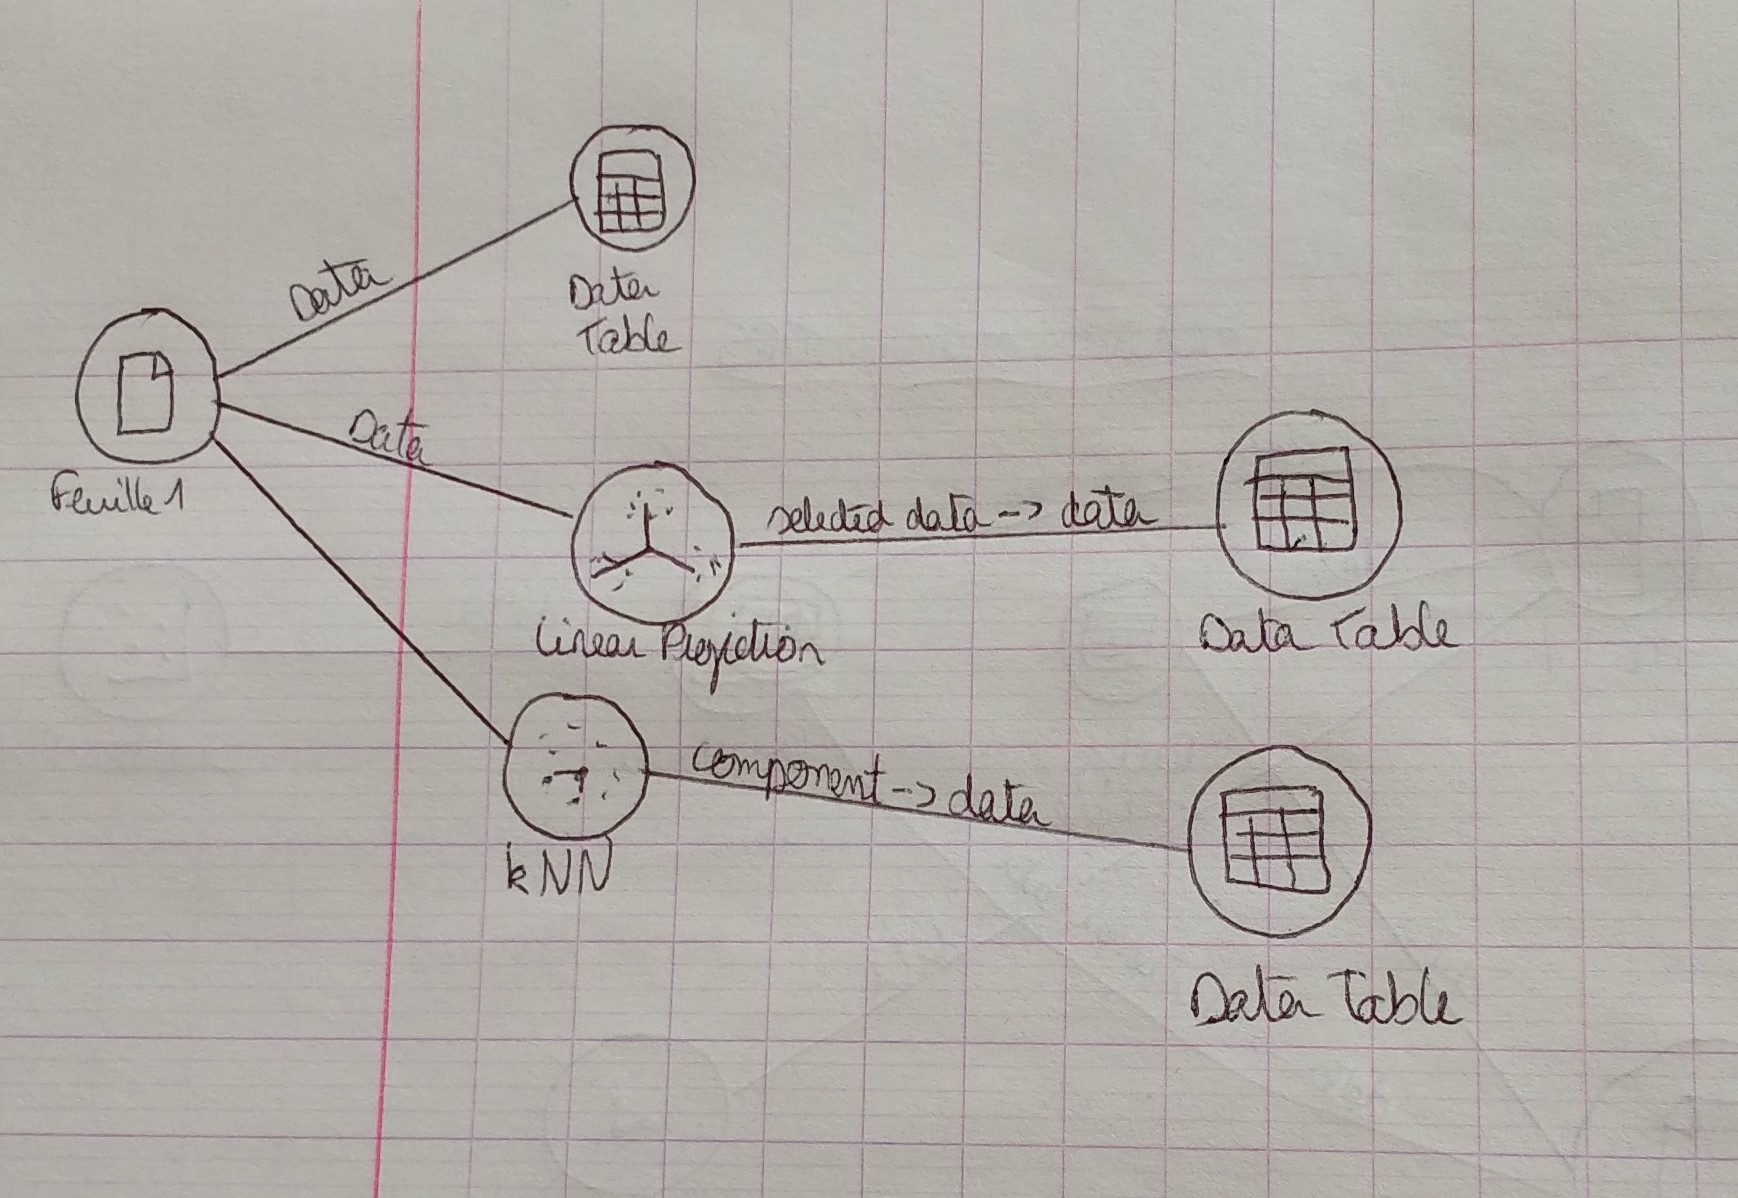 Data
Data
Table
Feuille 1
Data
selected data --> data
Data Table
Linear Projection
component --> data
kNN
Data Table